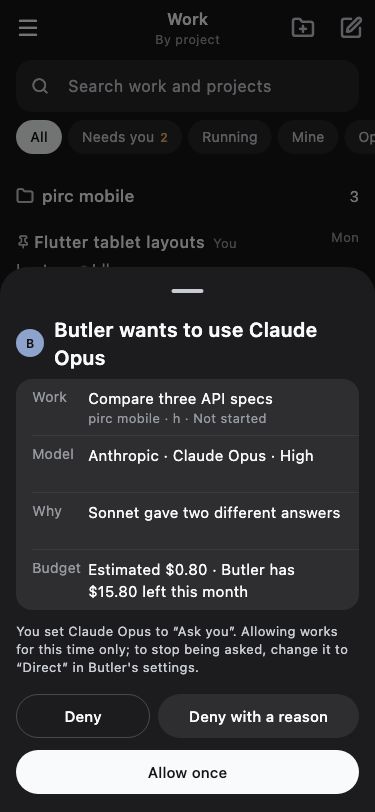 Work
By project
Search work and projects
All
Needs you 2
Running
Mine
pirc mobile
3
Flutter tablet layouts You
Mon
Butler wants to use Claude
Opus
B
Work
Compare three API specs
pirc mobile · h · Not started
Model
Anthropic · Claude Opus · High
Why
Sonnet gave two different answers
Budget
Estimated $0.80 · Butler has
$15.80 left this month
You set Claude Opus to “Ask you”. Allowing works
for this time only; to stop being asked, change it to
“Direct” in Butler's settings.
Deny
Deny with a reason
Allow once